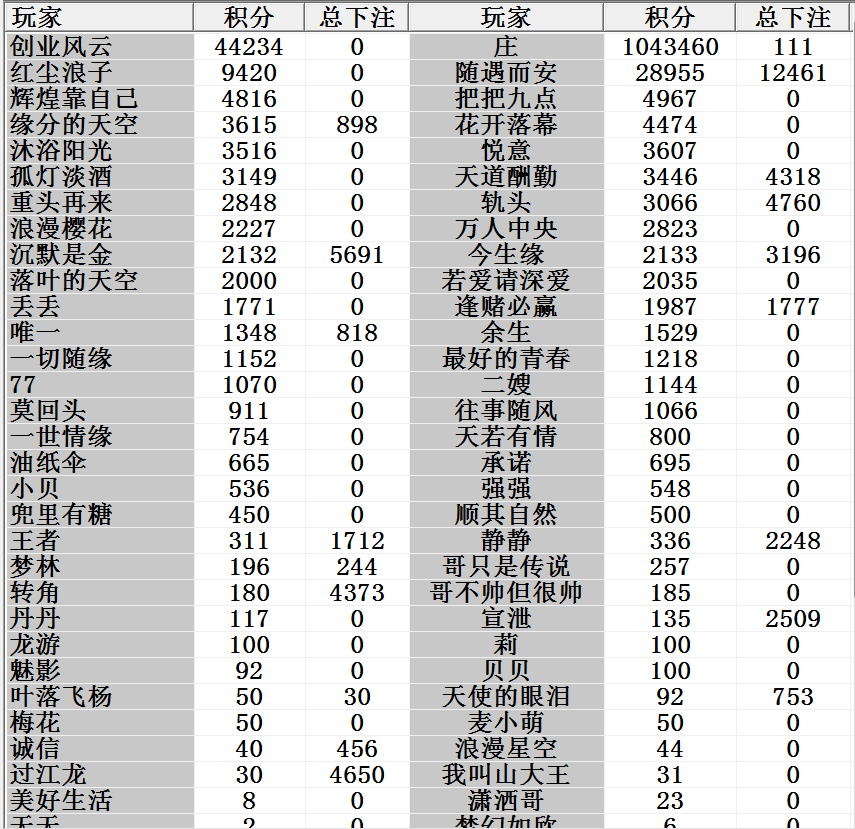 玩家 积分 总下注 玩家 积分 总下注
创业风云 44234 0 庄 1043460 111
红尘浪子 9420 0 随遇而安 28955 12461
辉煌靠自己 4816 0 把把九点 4967 0
缘分的天空 3615 898 花开落幕 4474 0
沐浴阳光 3516 0 悦意 3607 0
孤灯淡酒 3149 0 天道酬勤 3446 4318
重头再来 2848 0 轨头 3066 4760
浪漫樱花 2227 0 万人中央 2823 0
沉默是金 2132 5691 今生缘 2133 3196
落叶的天空 2000 0 若爱请深爱 2035 0
丢丢 1771 0 逢赌必赢 1987 1777
唯一 1348 818 余生 1529 0
一切随缘 1152 0 最好的青春 1218 0
77 1070 0 二嫂 1144 0
莫回头 911 0 往事随风 1066 0
一世情缘 754 0 天若有情 800 0
油纸伞 665 0 承诺 695 0
小贝 536 0 强强 548 0
兜里有糖 450 0 顺其自然 500 0
王者 311 1712 静静 336 2248
梦林 196 244 哥只是传说 257 0
转角 180 4373 哥不帅但很帅 185 0
丹丹 117 0 宣泄 135 2509
龙游 100 0 莉 100 0
魅影 92 0 贝贝 100 0
叶落飞杨 50 30 天使的眼泪 92 753
梅花 50 0 麦小萌 50 0
诚信 40 456 浪漫星空 44 0
过江龙 30 4650 我叫山大王 31 0
美好生活 8 0 潇洒哥 23 0
天天 2 0 梦幻如欣 6 0